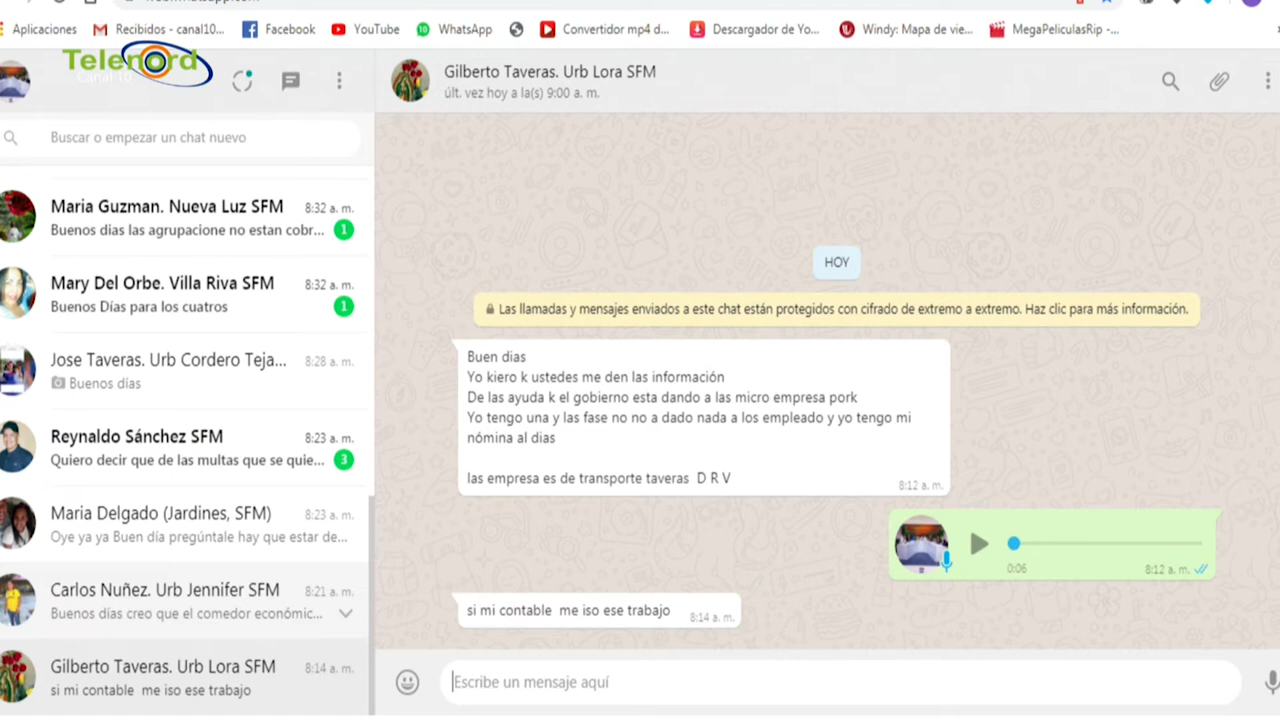 Aplicaciones
Recibidos - canal10...
Facebook
YouTube
WhatsApp
Convertidor mp4 d...
Descargador de Yo...
Windy: Mapa de vie...
MegaPeliculasRip -...
Telenord
Canal 10
Buscar o empezar un chat nuevo
Maria Guzman. Nueva Luz SFM 8:32 a. m.
Buenos dias las agrupacione no estan cobr... 1
Mary Del Orbe. Villa Riva SFM 8:32 a. m.
Buenos Días para los cuatros 1
Jose Taveras. Urb Cordero Teja... 8:28 a. m.
Buenos días
Reynaldo Sánchez SFM 8:23 a. m.
Quiero decir que de las multas que se quie... 3
Maria Delgado (Jardines, SFM) 8:23 a. m.
Oye ya ya Buen día pregúntale hay que estar de...
Carlos Nuñez. Urb Jennifer SFM 8:21 a. m.
Buenos días creo que el comedor económic...
Gilberto Taveras. Urb Lora SFM 8:14 a. m.
si mi contable me iso ese trabajo
Gilberto Taveras. Urb Lora SFM
últ. vez hoy a la(s) 9:00 a. m.
HOY
Las llamadas y mensajes enviados a este chat están protegidos con cifrado de extremo a extremo. Haz clic para más información.
Buen dias
Yo kiero k ustedes me den las información
De las ayuda k el gobierno esta dando a las micro empresa pork
Yo tengo una y las fase no no a dado nada a los empleado y yo tengo mi
nómina al dias
las empresa es de transporte taveras D R V
8:12 a. m.
0:06 8:12 a. m.
si mi contable me iso ese trabajo 8:14 a. m.
Escribe un mensaje aquí